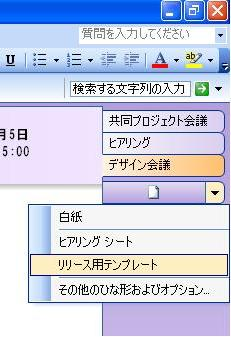 質問を入力してください
U
A
ab
検索する文字列の入力
共同プロジェクト会議
月5日
ヒアリング
5:00
デザイン会議
白紙
ヒアリング シート
リリース用テンプレート
その他のひな形およびオプション...